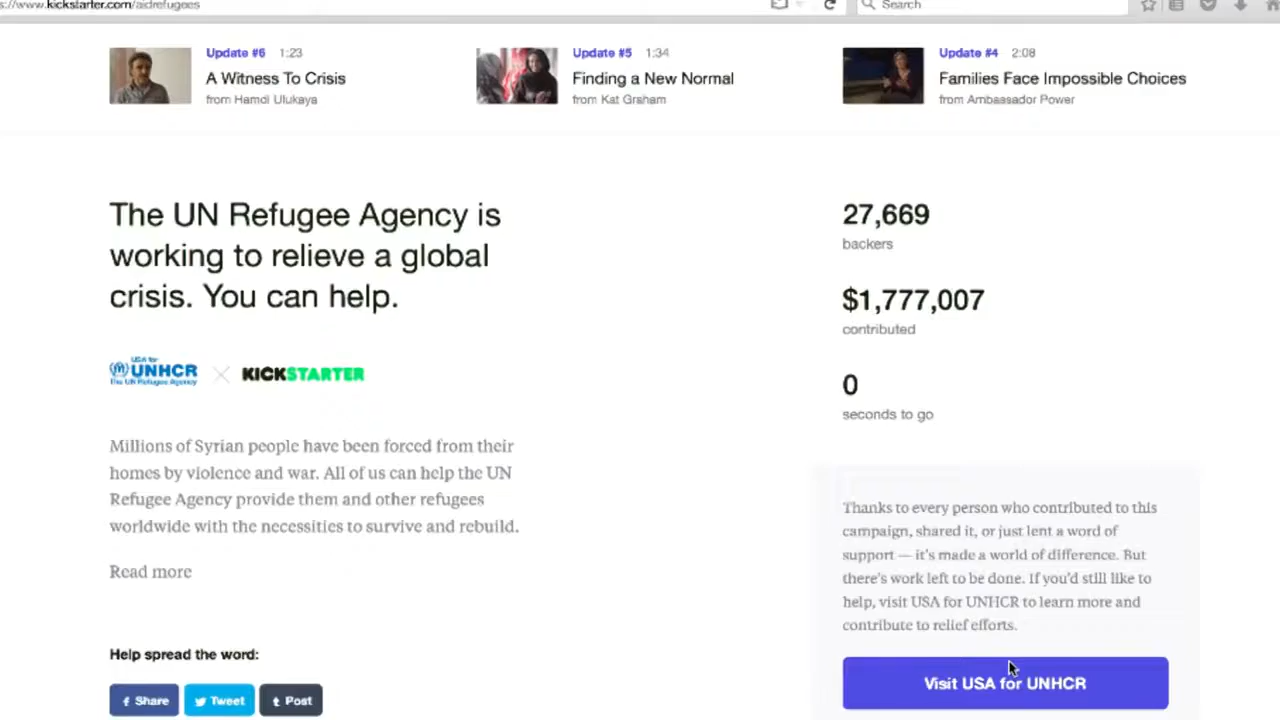 s://www.kickstarter.com/aidrefugees
Search
Update #6 1:23
A Witness To Crisis
from Hamdi Ulukaya
Update #5 1:34
Finding a New Normal
from Kat Graham
Update #4 2:08
Families Face Impossible Choices
from Ambassador Power
The UN Refugee Agency is
working to relieve a global
crisis. You can help.
USA for
UNHCR
The UN Refugee Agency
KICKSTARTER
Millions of Syrian people have been forced from their
homes by violence and war. All of us can help the UN
Refugee Agency provide them and other refugees
worldwide with the necessities to survive and rebuild.
Read more
Help spread the word:
Share
Tweet
Post
27,669
backers
$1,777,007
contributed
0
seconds to go
Thanks to every person who contributed to this
campaign, shared it, or just lent a word of
support — it's made a world of difference. But
there's work left to be done. If you'd still like to
help, visit USA for UNHCR to learn more and
contribute to relief efforts.
Visit USA for UNHCR